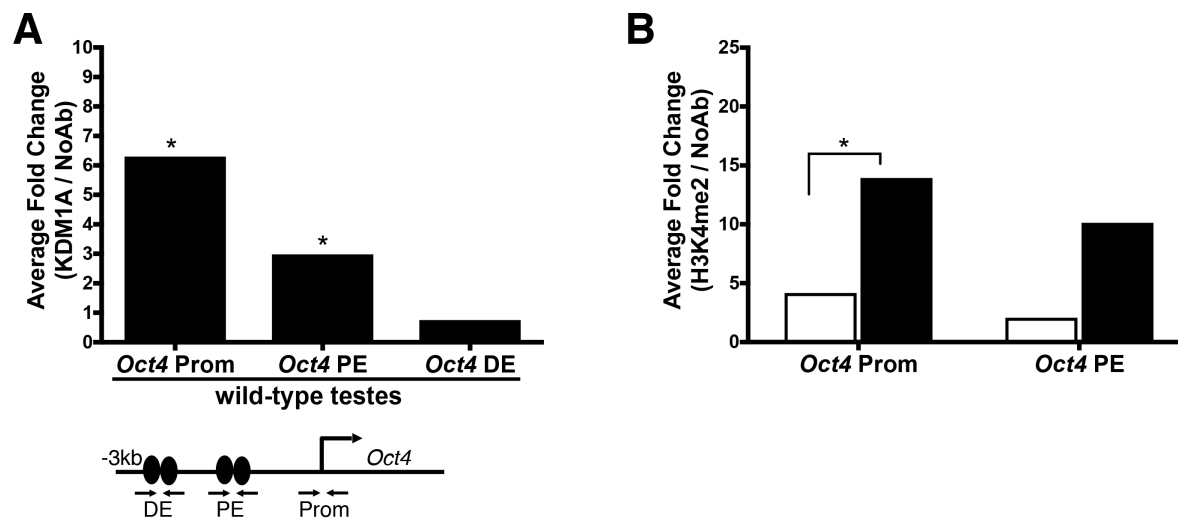 A
Average Fold Change
(KDM1A / NoAb)
10
9
8
7
6
5
4
3
2
1
0
*
*
Oct4 Prom
Oct4 PE
Oct4 DE
wild-type testes
-3kb
Oct4
DE
PE
Prom
B
Average Fold Change
(H3K4me2 / NoAb)
25
20
15
10
5
0
*
Oct4 Prom
Oct4 PE